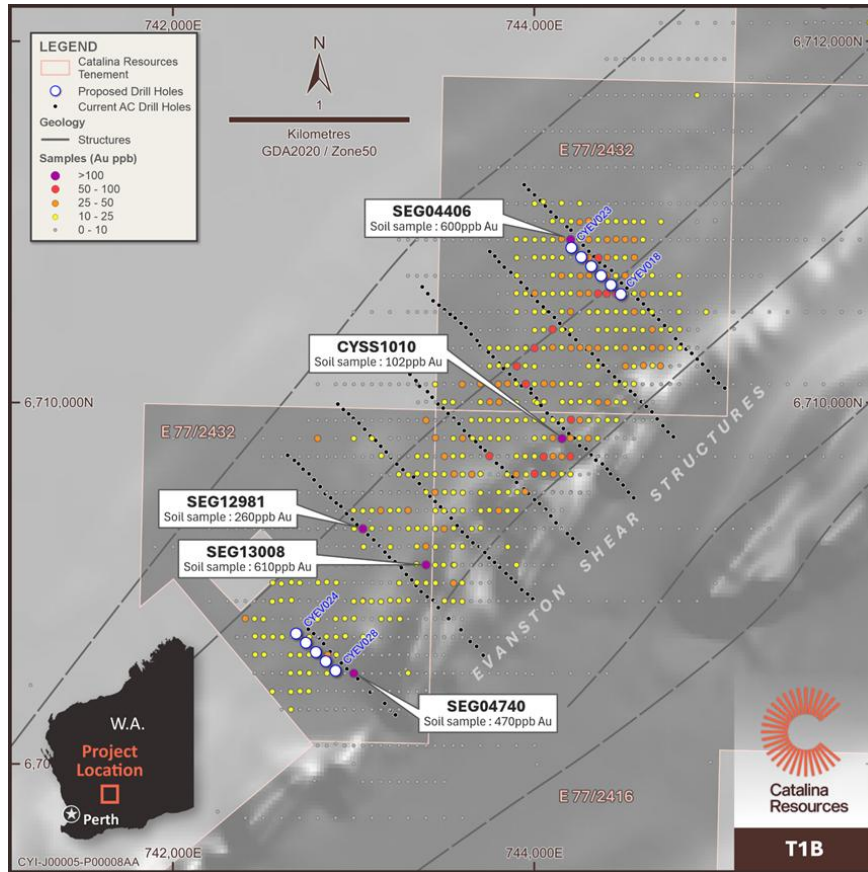 742,000E
744,000E
6,712,000N
LEGEND
Catalina Resources
Tenement
Proposed Drill Holes
Current AC Drill Holes
Geology
Structures
Samples (Au ppb)
>100
50 - 100
25 - 50
10 - 25
0 - 10
N
1
Kilometres
GDA2020 / Zone50
E 77/2432
SEG04406
Soil sample : 600ppb Au
CYEV023
CYEV018
CYSS1010
Soil sample : 102ppb Au
6,710,000N
6,710,000N
E 77/2432
EVANSTON SHEAR STRUCTURES
SEG12981
Soil sample : 260ppb Au
SEG13008
Soil sample : 610ppb Au
CYEV024
CYEV028
SEG04740
Soil sample : 470ppb Au
W.A.
Project
Location
Perth
6,70
E 77/2416
Catalina
Resources
T1B
742,000E
744,000E
CYI-J00005-P00008AA